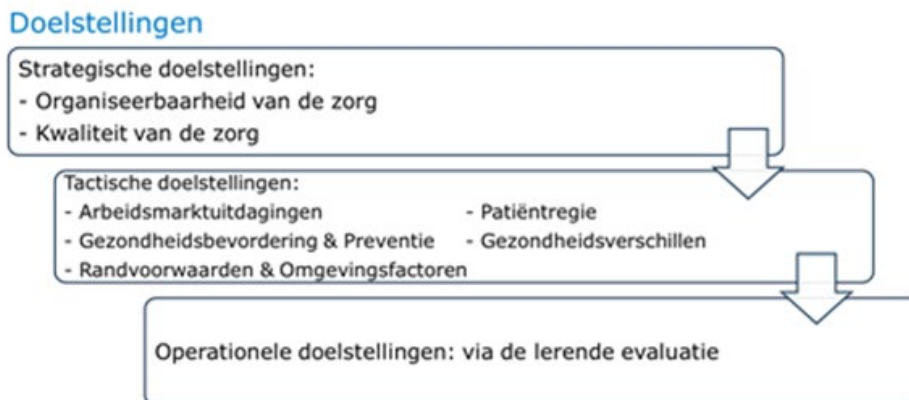 Doelstellingen
Strategische doelstellingen:
- Organiseerbaarheid van de zorg
- Kwaliteit van de zorg
Tactische doelstellingen:
- Arbeidsmarktuitdagingen - Patiëntregie
- Gezondheidsbevordering & Preventie - Gezondheidsverschillen
- Randvoorwaarden & Omgevingsfactoren
Operationele doelstellingen: via de lerende evaluatie